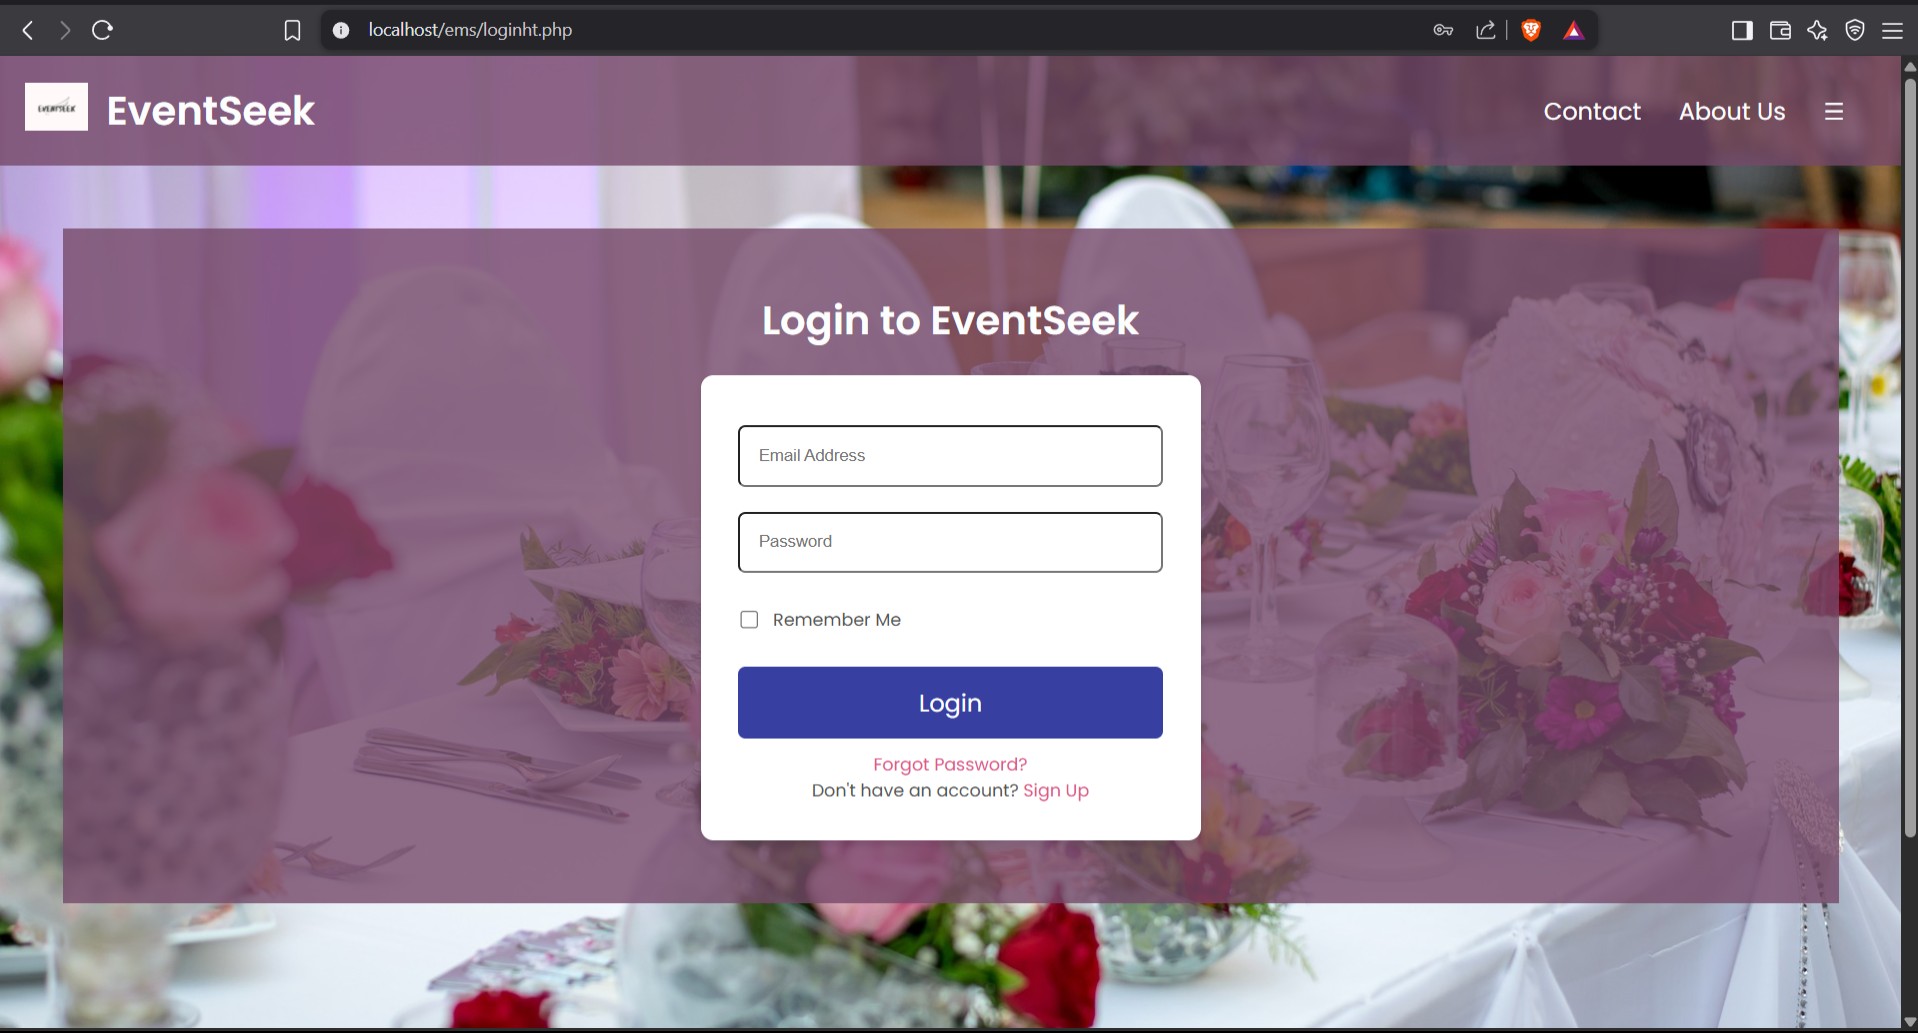 localhost/ems/loginht.php
EVENTSEEK
EventSeek
Contact
About Us
Login to EventSeek
Email Address
Password
Remember Me
Login
Forgot Password?
Don't have an account? Sign Up